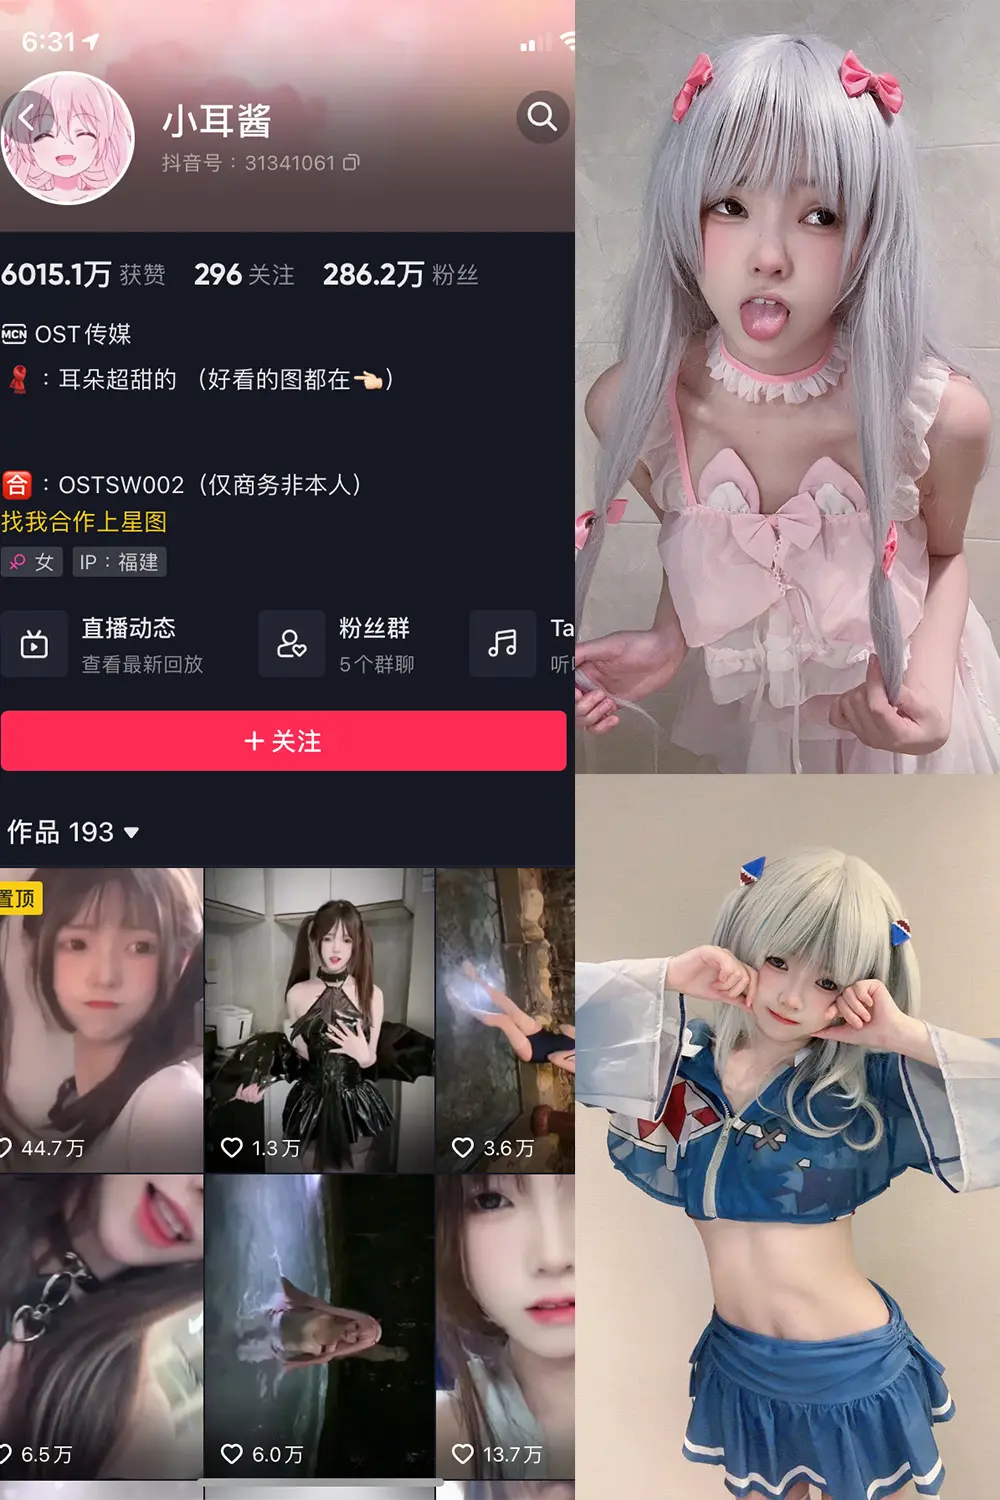 6:31
小耳酱
抖音号：31341061
6015.1万 获赞 296 关注 286.2万 粉丝
MCN OST传媒
：耳朵超甜的 （好看的图都在👈🏻）
合：OSTSW002（仅商务非本人）
找我合作上星图
女 IP：福建
直播动态 粉丝群 Ta
查看最新回放 5个群聊 听
+ 关注
作品 193
置顶
44.7万 1.3万 3.6万
6.5万 6.0万 13.7万